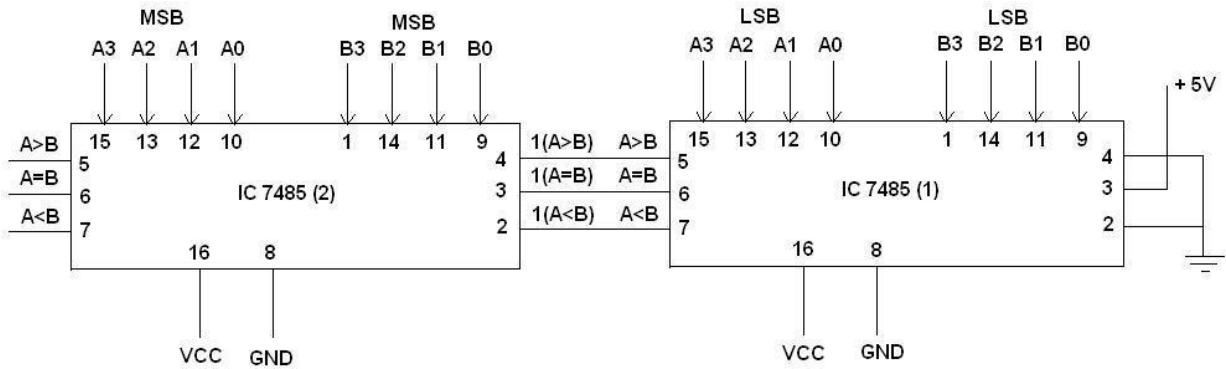 MSB MSB LSB LSB
A3 A2 A1 A0 B3 B2 B1 B0 A3 A2 A1 A0 B3 B2 B1 B0
+ 5V
15 13 12 10 1 14 11 9 15 13 12 10 1 14 11 9
A>B 5 4 1(A>B) A>B 5 4
A=B 6 IC 7485 (2) 3 1(A=B) A=B 6 IC 7485 (1) 3
A<B 7 2 1(A<B) A<B 7 2
16 8 16 8
VCC GND VCC GND